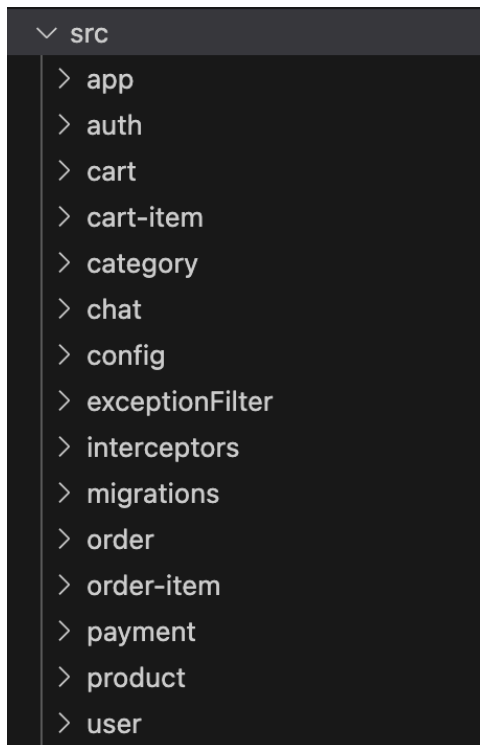 src
app
auth
cart
cart-item
category
chat
config
exceptionFilter
interceptors
migrations
order
order-item
payment
product
user